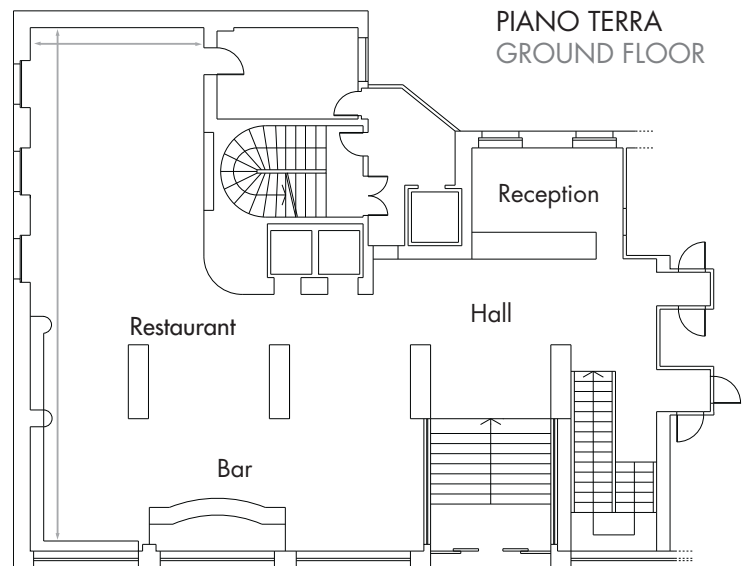 PIANO TERRA
GROUND FLOOR
Reception
Hall
Restaurant
Bar